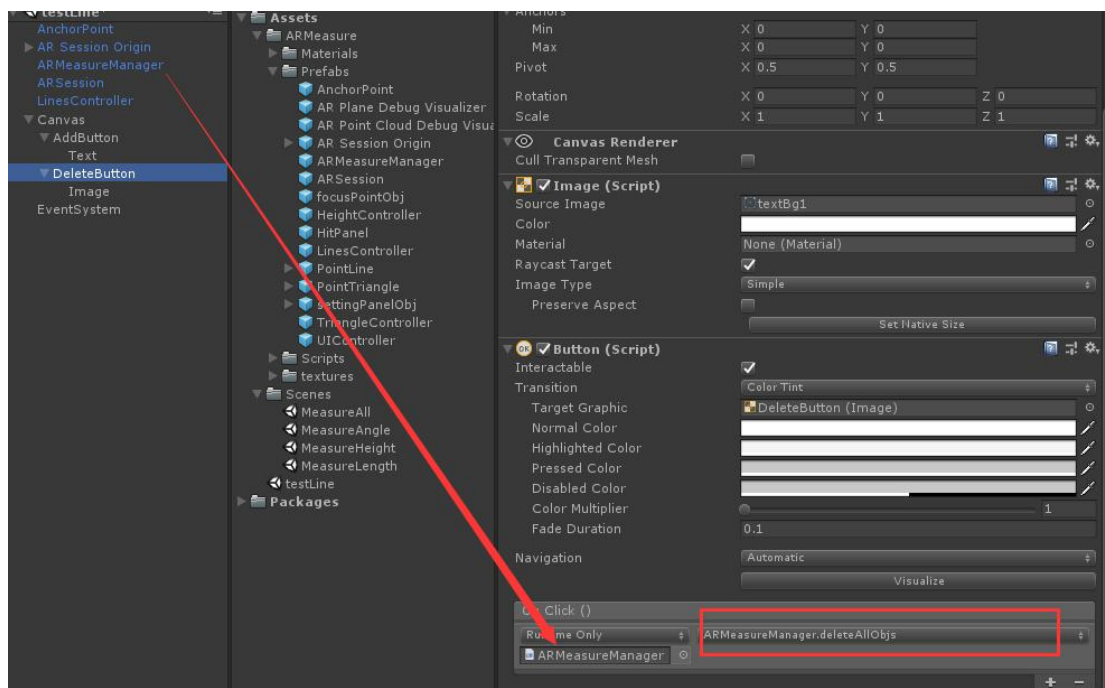 testLine
AnchorPoint
AR Session Origin
ARMeasureManager
ARSession
LinesController
Canvas
AddButton
Text
DeleteButton
Image
EventSystem
Assets
ARMeasure
Materials
Prefabs
AnchorPoint
AR Plane Debug Visualizer
AR Point Cloud Debug Visua
AR Session Origin
ARMeasureManager
ARSession
focusPointObj
HeightController
HitPanel
LinesController
PointLine
PointTriangle
settingPanelObj
TriangleController
UIController
Scripts
textures
Scenes
MeasureAll
MeasureAngle
MeasureHeight
MeasureLength
testLine
Packages
Anchors
Min X 0 Y 0
Max X 0 Y 0
Pivot X 0.5 Y 0.5
Rotation X 0 Y 0 Z 0
Scale X 1 Y 1 Z 1
Canvas Renderer
Cull Transparent Mesh
Image (Script)
Source Image textBg1
Color
Material None (Material)
Raycast Target
Image Type Simple
Preserve Aspect
Set Native Size
OK Button (Script)
Interactable
Transition Color Tint
Target Graphic DeleteButton (Image)
Normal Color
Highlighted Color
Pressed Color
Disabled Color
Color Multiplier 1
Fade Duration 0.1
Navigation Automatic
Visualize
On Click ()
Runtime Only ARMeasureManager.deleteAllObjs
ARMeasureManager
+ -